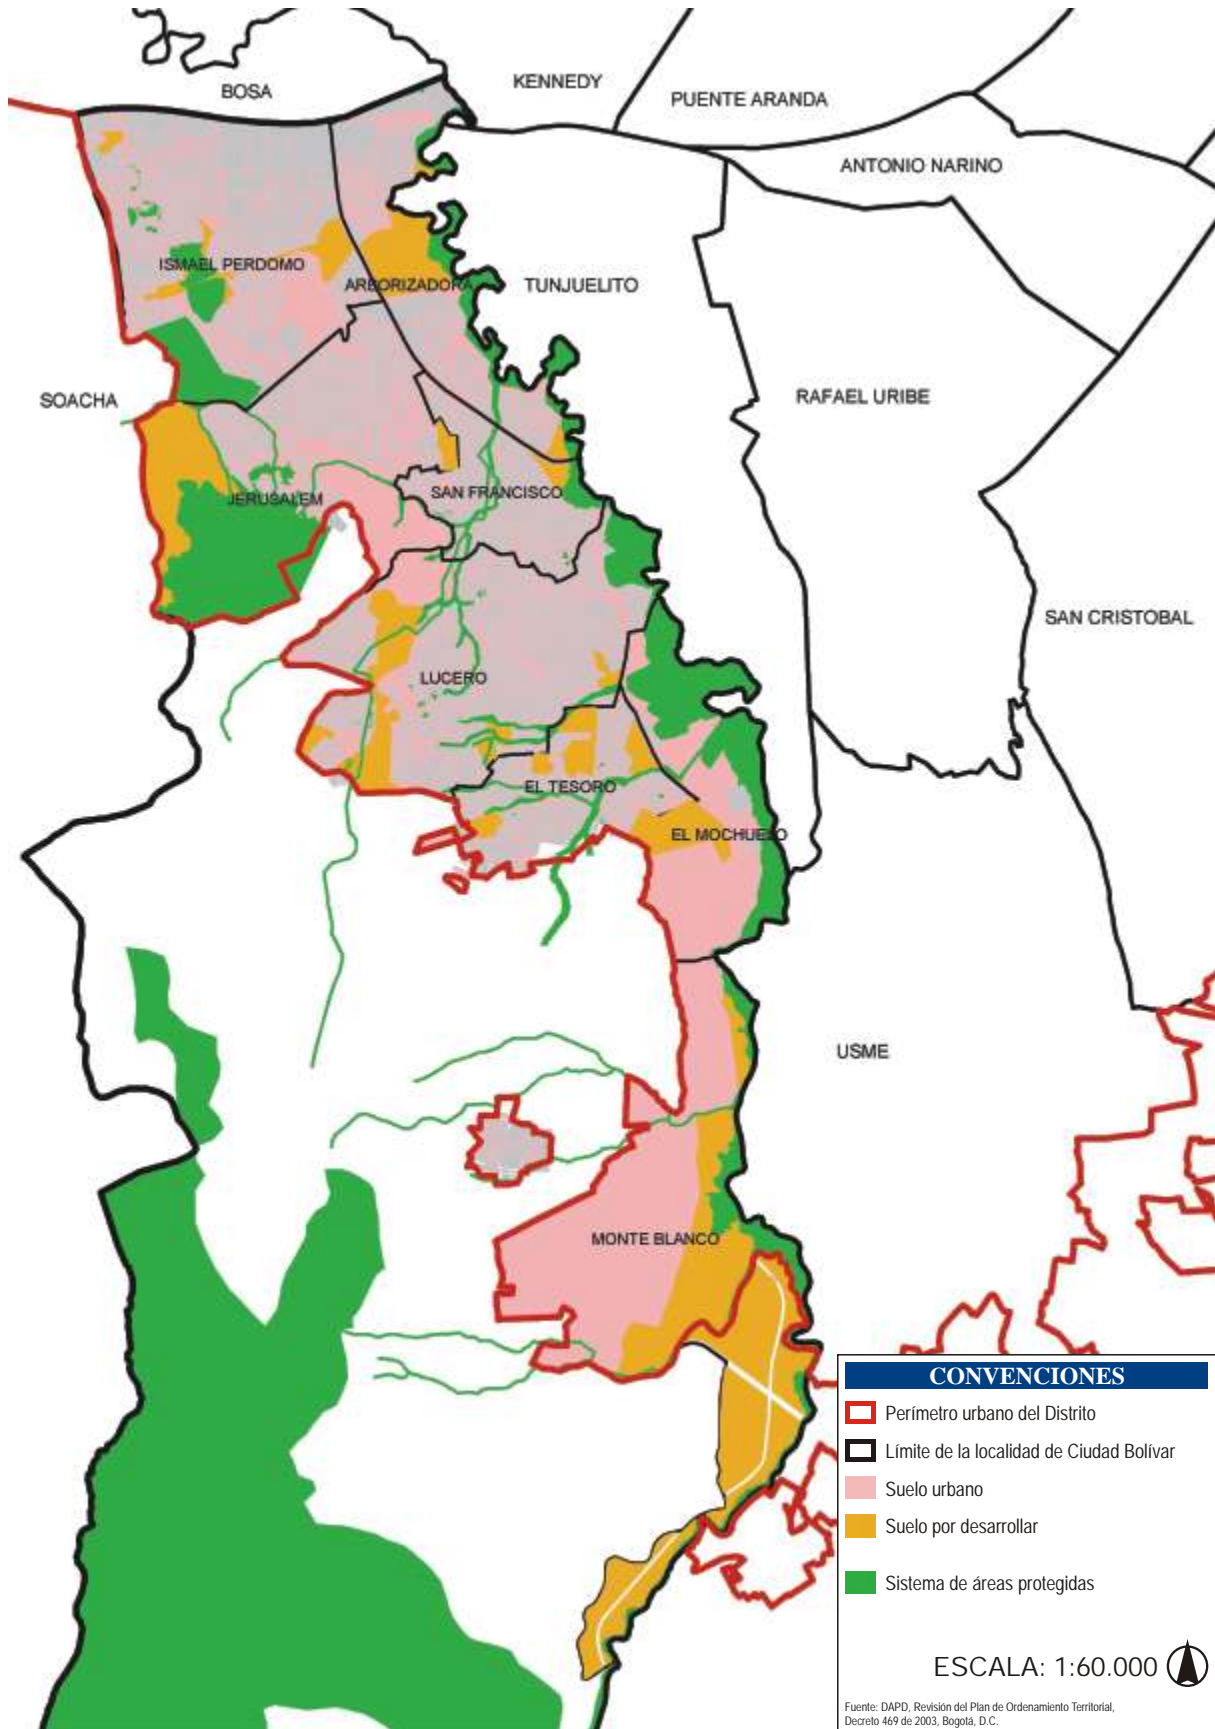 BOSA
KENNEDY
PUENTE ARANDA
ANTONIO NARINO
ISMAEL PERDOMO
ARBORIZADORA
TUNJUELITO
SOACHA
RAFAEL URIBE
JERUSALEM
SAN FRANCISCO
SAN CRISTOBAL
LUCERO
EL TESORO
EL MOCHUELO
USME
MONTE BLANCO
CONVENCIONES
Perímetro urbano del Distrito
Límite de la localidad de Ciudad Bolívar
Suelo urbano
Suelo por desarrollar
Sistema de áreas protegidas
ESCALA: 1:60.000
Fuente: DAPD, Revisión del Plan de Ordenamiento Territorial,
Decreto 469 de 2003, Bogotá, D.C.